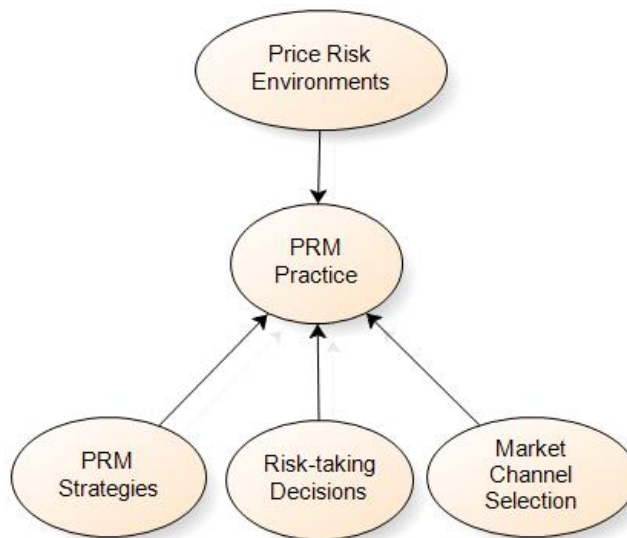 Price Risk
Environments
PRM
Practice
PRM
Strategies
Risk-taking
Decisions
Market
Channel
Selection